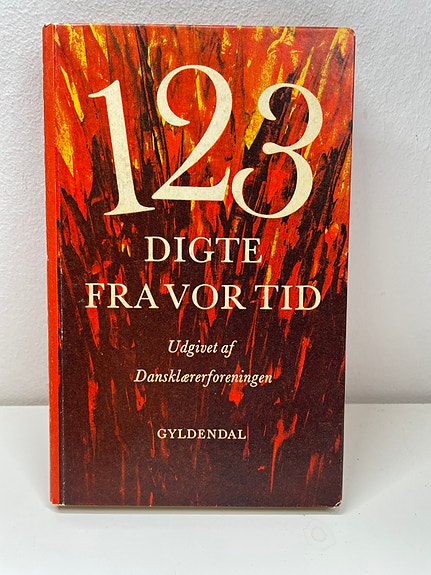 123
DIGTE
FRA VOR TID
Udgivet af
Dansklærerforeningen
GYLDENDAL